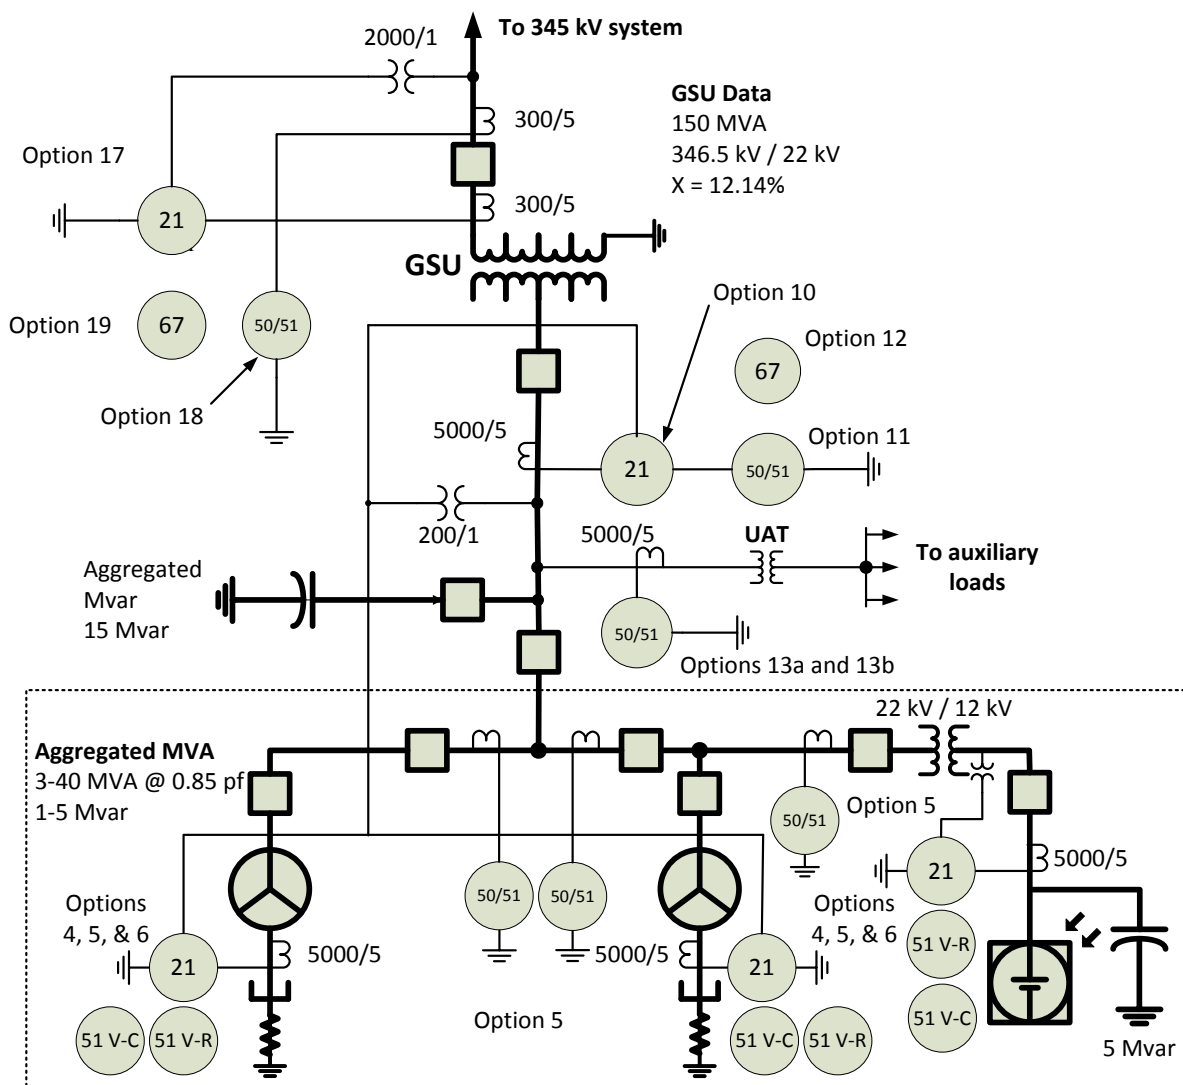 To 345 kV system
2000/1
GSU Data
150 MVA
346.5 kV / 22 kV
X = 12.14%
300/5
Option 17
300/5
21
GSU
Option 10
Option 19
67
50/51
Option 12
67
Option 18
5000/5
Option 11
21
50/51
200/1
5000/5
UAT
To auxiliary
loads
Aggregated
Mvar
15 Mvar
50/51
Options 13a and 13b
22 kV / 12 kV
Aggregated MVA
3-40 MVA @ 0.85 pf
1-5 Mvar
Option 5
50/51
5000/5
21
50/51
50/51
Options
4, 5, & 6
Options
4, 5, & 6
51 V-R
5000/5
5000/5
21
21
51 V-C
Option 5
51 V-C
51 V-R
51 V-C
51 V-R
5 Mvar